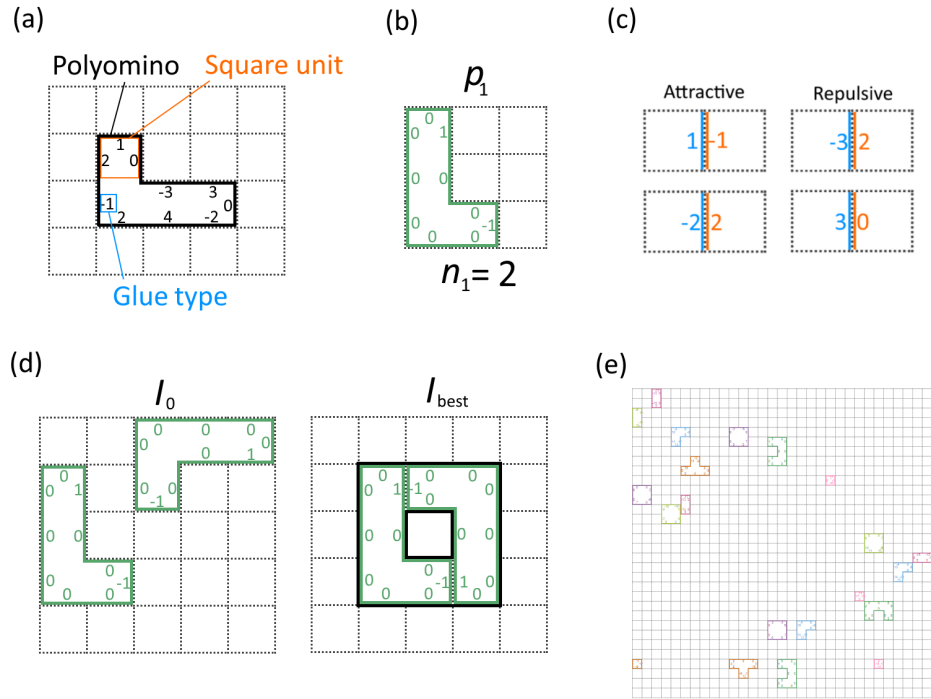 (a)
Polyomino
Square unit
1
2 0
-1 -3 3 0
2 4 -2
Glue type
(b)
p1
0
0 1
0 0
0
0 -1
0 0
n1 = 2
(c)
Attractive
Repulsive
1 -1
-3 2
-2 2
3 0
(d)
I0
0 0 0
0 0
0 1
0 0
-1
0
0 1
0 0
0
0 -1
0 0
Ibest
0 0 0
0 1 -1 0
0
0 0 0 0
0 0
0 -1 1 0
0 0 0
(e)